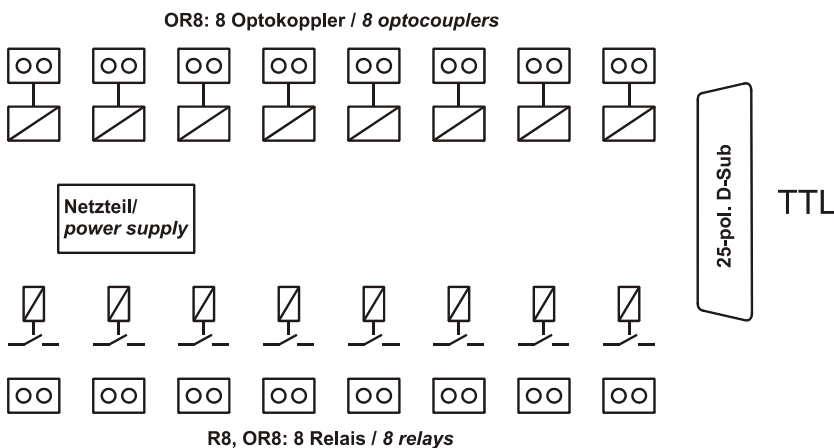 OR8: 8 Optokoppler / 8 optocouplers
Netzteil/
power supply
25-pol. D-Sub
TTL
R8, OR8: 8 Relais / 8 relays